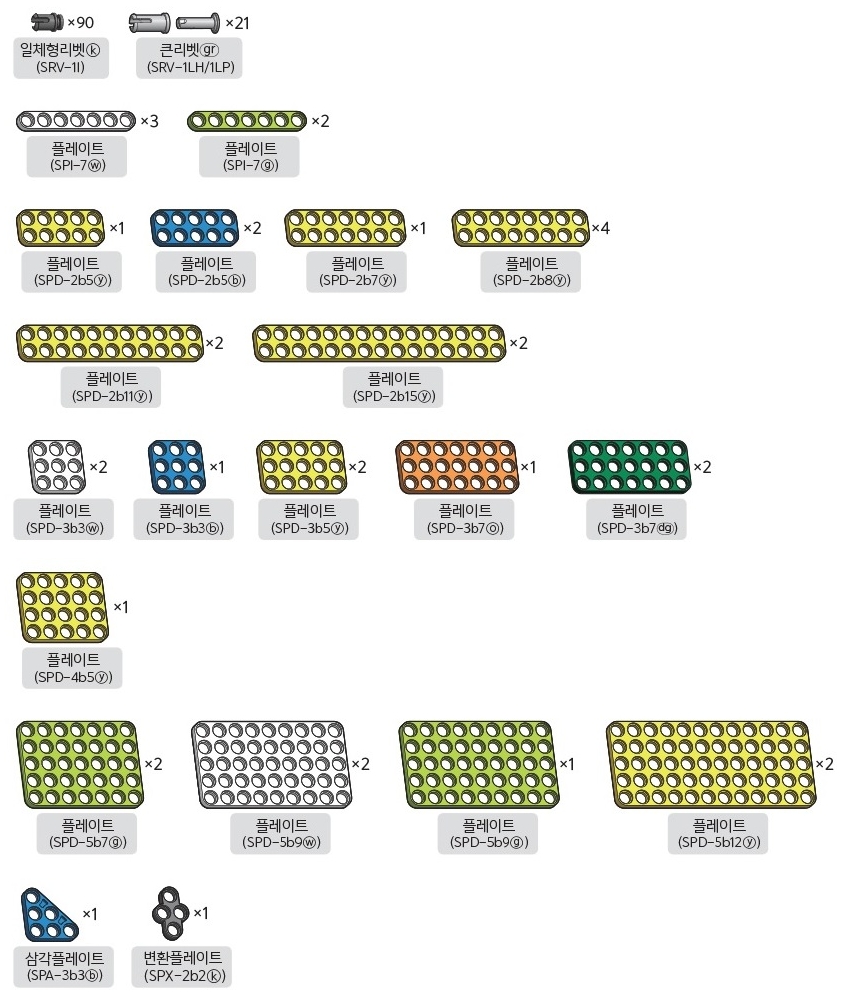 ×90
×21
일체형리벳ⓚ
(SRV-1I)
큰리벳gr
(SRV-1LH/1LP)
×3
×2
플레이트
(SPI-7ⓦ)
플레이트
(SPI-7ⓖ)
×1
×2
×1
×4
플레이트
(SPD-2b5ⓨ)
플레이트
(SPD-2b5ⓑ)
플레이트
(SPD-2b7ⓨ)
플레이트
(SPD-2b8ⓨ)
×2
×2
플레이트
(SPD-2b11ⓨ)
플레이트
(SPD-2b15ⓨ)
×2
×1
×2
×1
×2
플레이트
(SPD-3b3ⓦ)
플레이트
(SPD-3b3ⓑ)
플레이트
(SPD-3b5ⓨ)
플레이트
(SPD-3b7ⓞ)
플레이트
(SPD-3b7dg)
×1
플레이트
(SPD-4b5ⓨ)
×2
×2
×1
×2
플레이트
(SPD-5b7ⓖ)
플레이트
(SPD-5b9ⓦ)
플레이트
(SPD-5b9ⓖ)
플레이트
(SPD-5b12ⓨ)
×1
×1
삼각플레이트
(SPA-3b3ⓑ)
변환플레이트
(SPX-2b2ⓚ)